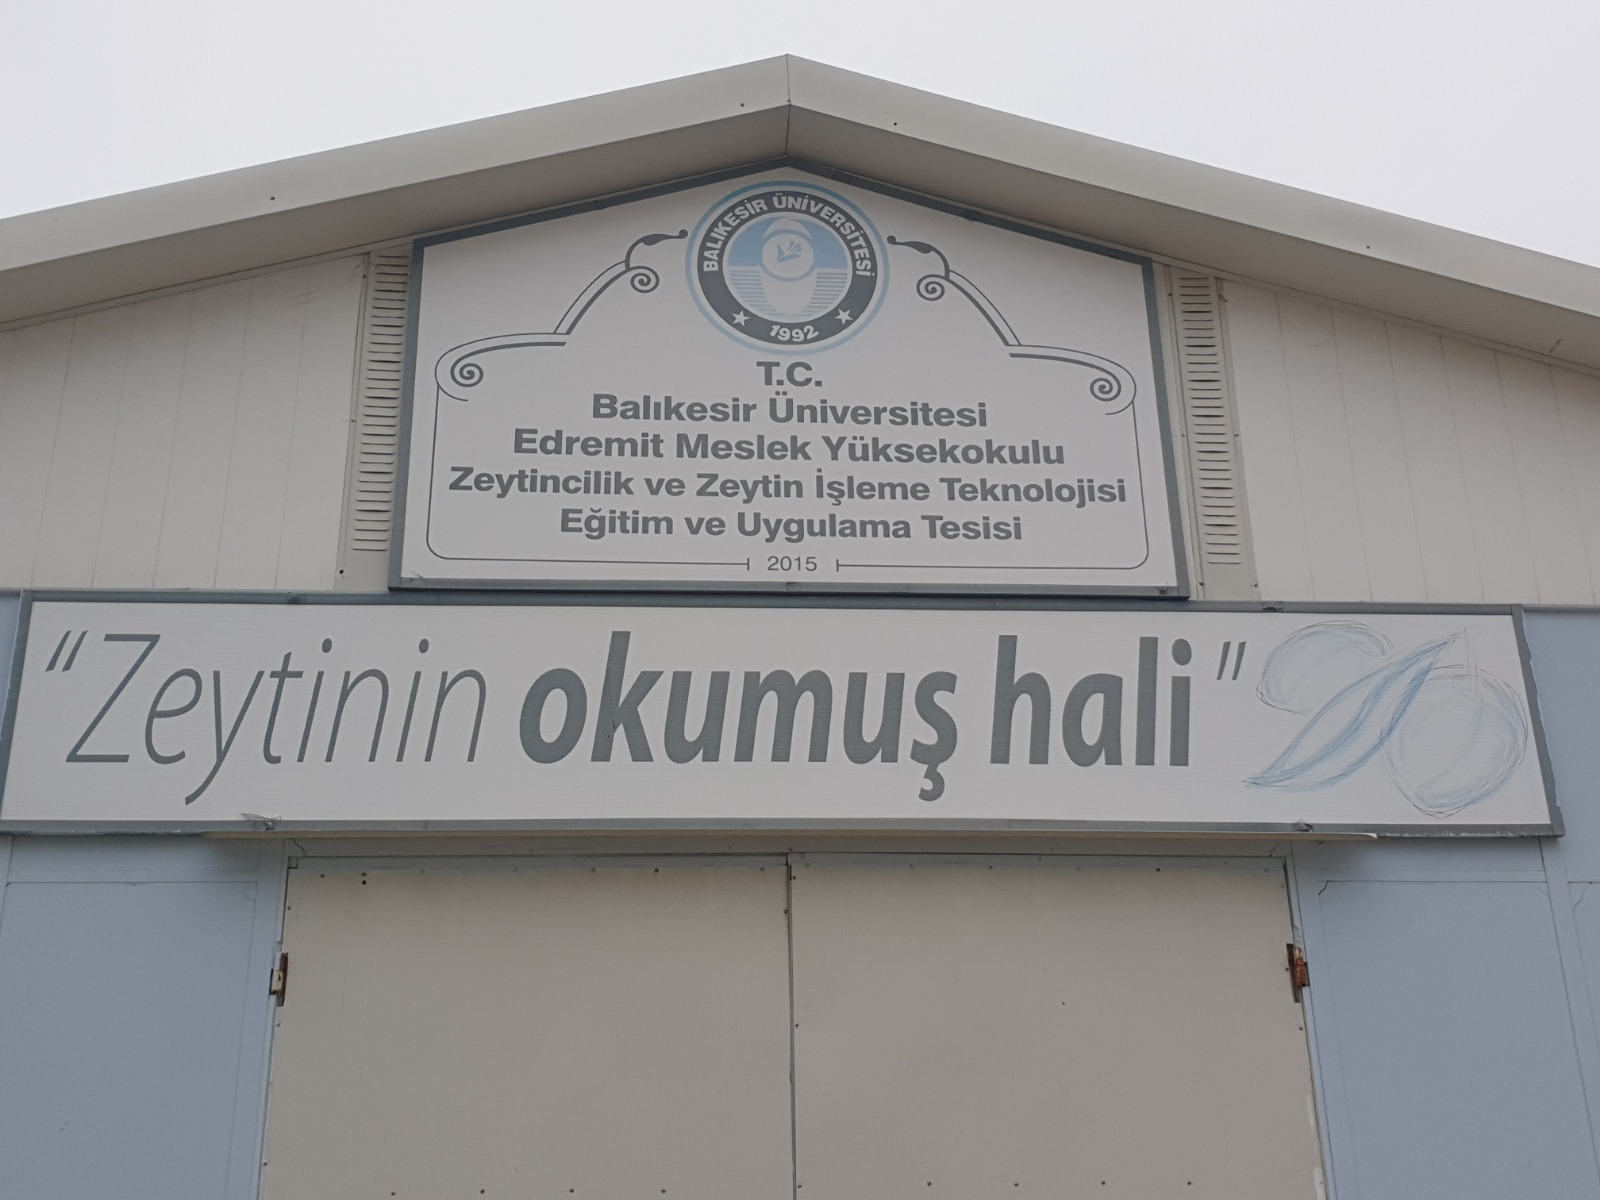 BALIKESİR ÜNİVERSİTESİ
1992
T.C.
Balıkesir Üniversitesi
Edremit Meslek Yüksekokulu
Zeytincilik ve Zeytin İşleme Teknolojisi
Eğitim ve Uygulama Tesisi
2015
"Zeytinin okumuş hali"